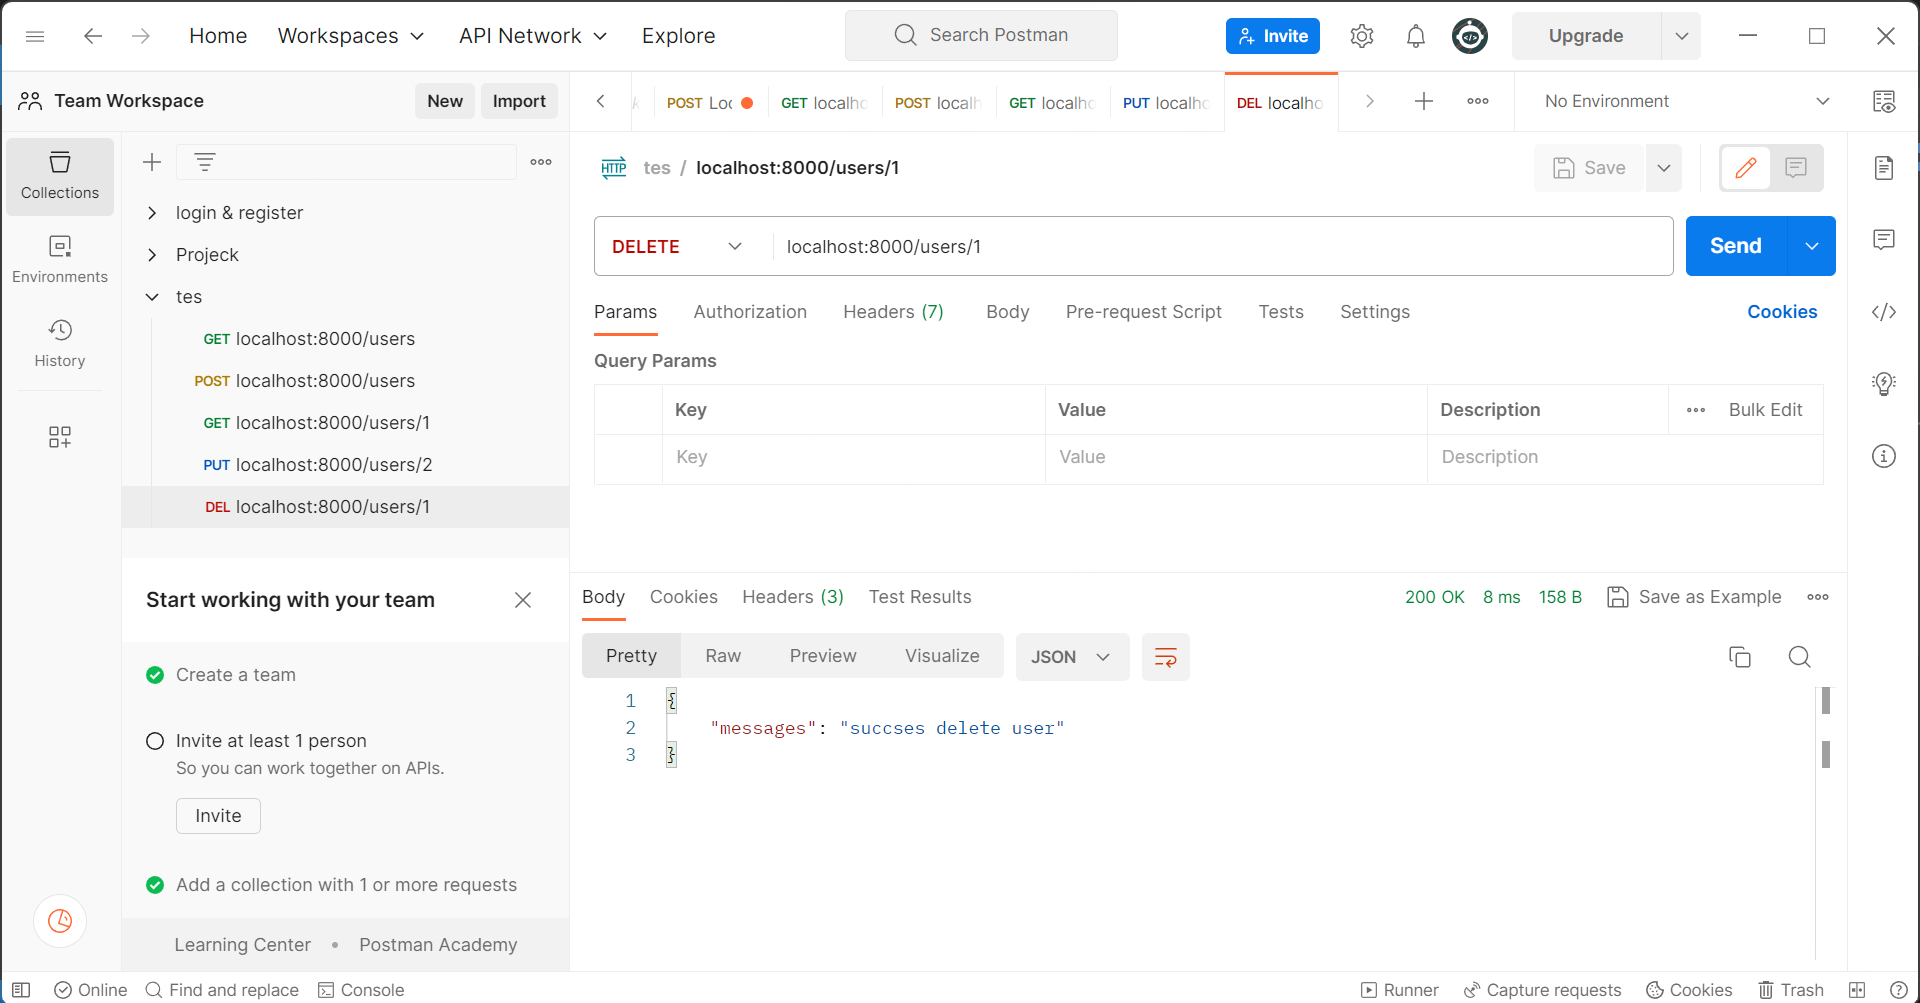 Home Workspaces API Network Explore Search Postman Invite Upgrade
Team Workspace New Import
POST Loc GET localho POST localh GET localho PUT localho DEL localho No Environment
Collections
Environments
History
login & register
Projeck
tes
GET localhost:8000/users
POST localhost:8000/users
GET localhost:8000/users/1
PUT localhost:8000/users/2
DEL localhost:8000/users/1
Start working with your team
Create a team
Invite at least 1 person
So you can work together on APIs.
Invite
Add a collection with 1 or more requests
Learning Center • Postman Academy
HTTP tes / localhost:8000/users/1 Save
DELETE localhost:8000/users/1 Send
Params Authorization Headers (7) Body Pre-request Script Tests Settings Cookies
Query Params
Key Value Description Bulk Edit
Key Value Description
Body Cookies Headers (3) Test Results 200 OK 8 ms 158 B Save as Example
Pretty Raw Preview Visualize JSON
1 {
2 "messages": "succses delete user"
3 }
Online Find and replace Console Runner Capture requests Cookies Trash